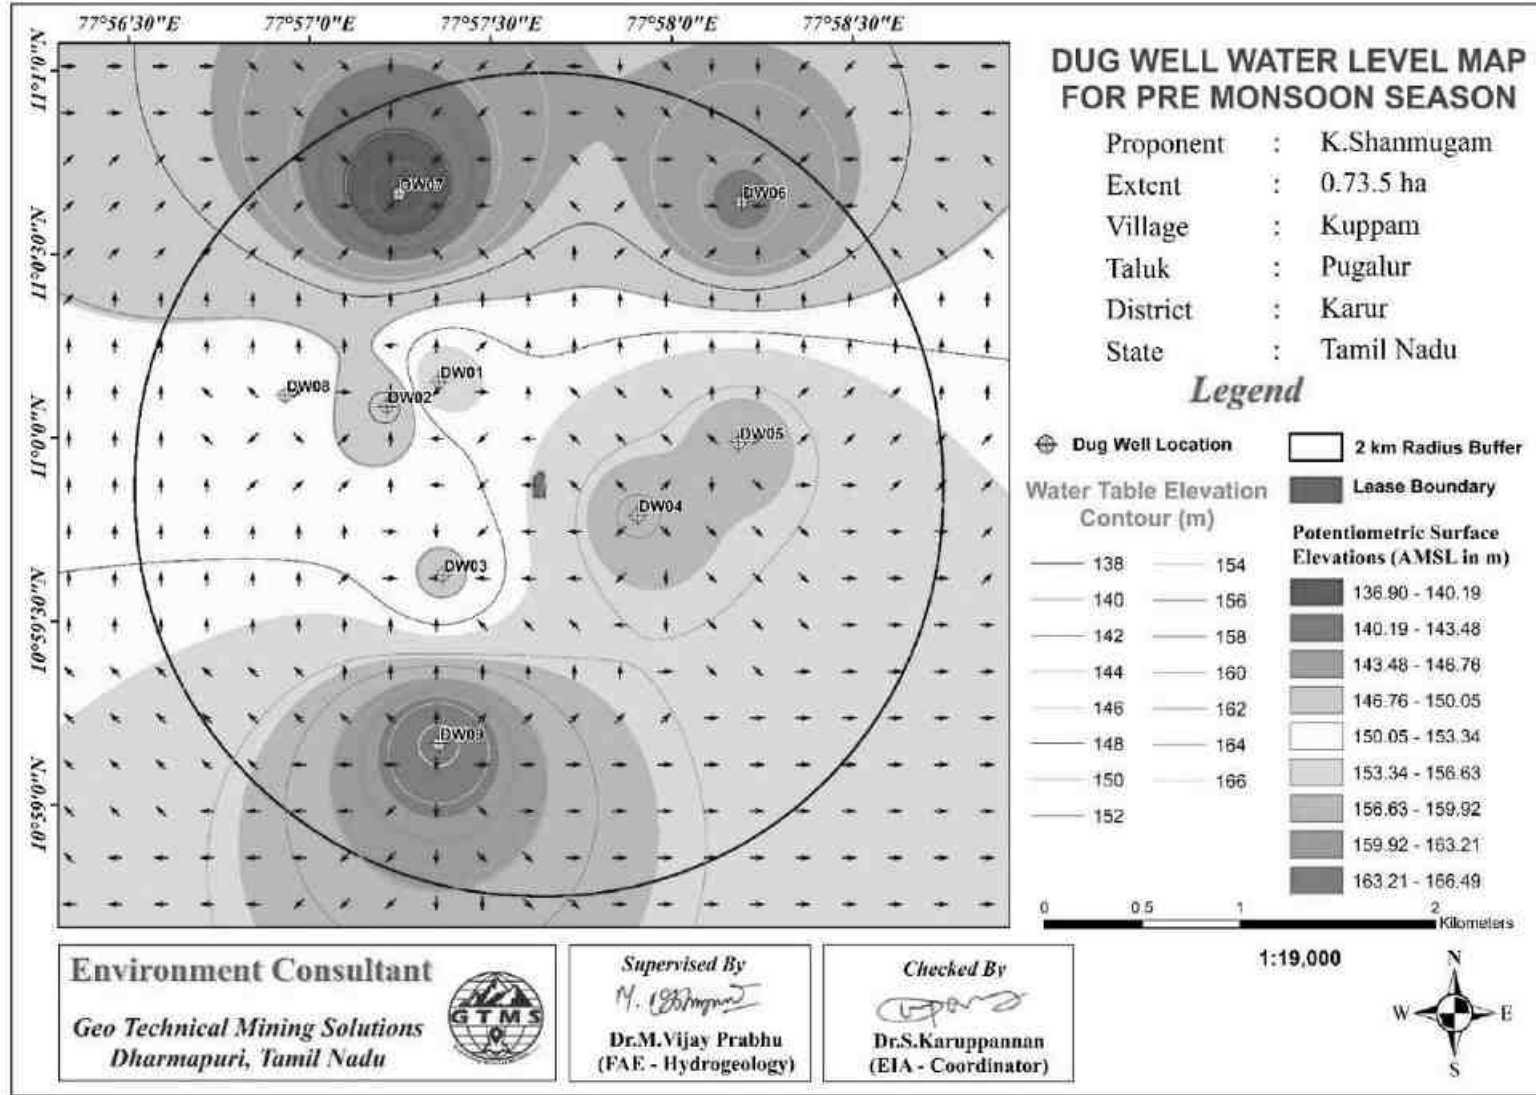 77°56'30"E 77°57'0"E 77°57'30"E 77°58'0"E 77°58'30"E
11°1'0"N
11°0'30"N
11°0'0"N
10°59'30"N
10°59'0"N
DW07
DW06
DW01
DW08
DW02
DW05
DW04
DW03
DW09
DUG WELL WATER LEVEL MAP
FOR PRE MONSOON SEASON
Proponent : K.Shanmugam
Extent : 0.73.5 ha
Village : Kuppam
Taluk : Pugalur
District : Karur
State : Tamil Nadu
Legend
Dug Well Location
2 km Radius Buffer
Lease Boundary
Water Table Elevation
Contour (m)
138 154
140 156
142 158
144 160
146 162
148 164
150 166
152
Potentiometric Surface
Elevations (AMSL in m)
136.90 - 140.19
140.19 - 143.48
143.48 - 146.76
146.76 - 150.05
150.05 - 153.34
153.34 - 156.63
156.63 - 159.92
159.92 - 163.21
163.21 - 166.49
0 0.5 1 2
Kilometers
1:19,000
N
W E
S
Environment Consultant
Geo Technical Mining Solutions
Dharmapuri, Tamil Nadu
GTMS
Supervised By
Dr.M.Vijay Prabhu
(FAE - Hydrogeology)
Checked By
Dr.S.Karuppannan
(EIA - Coordinator)